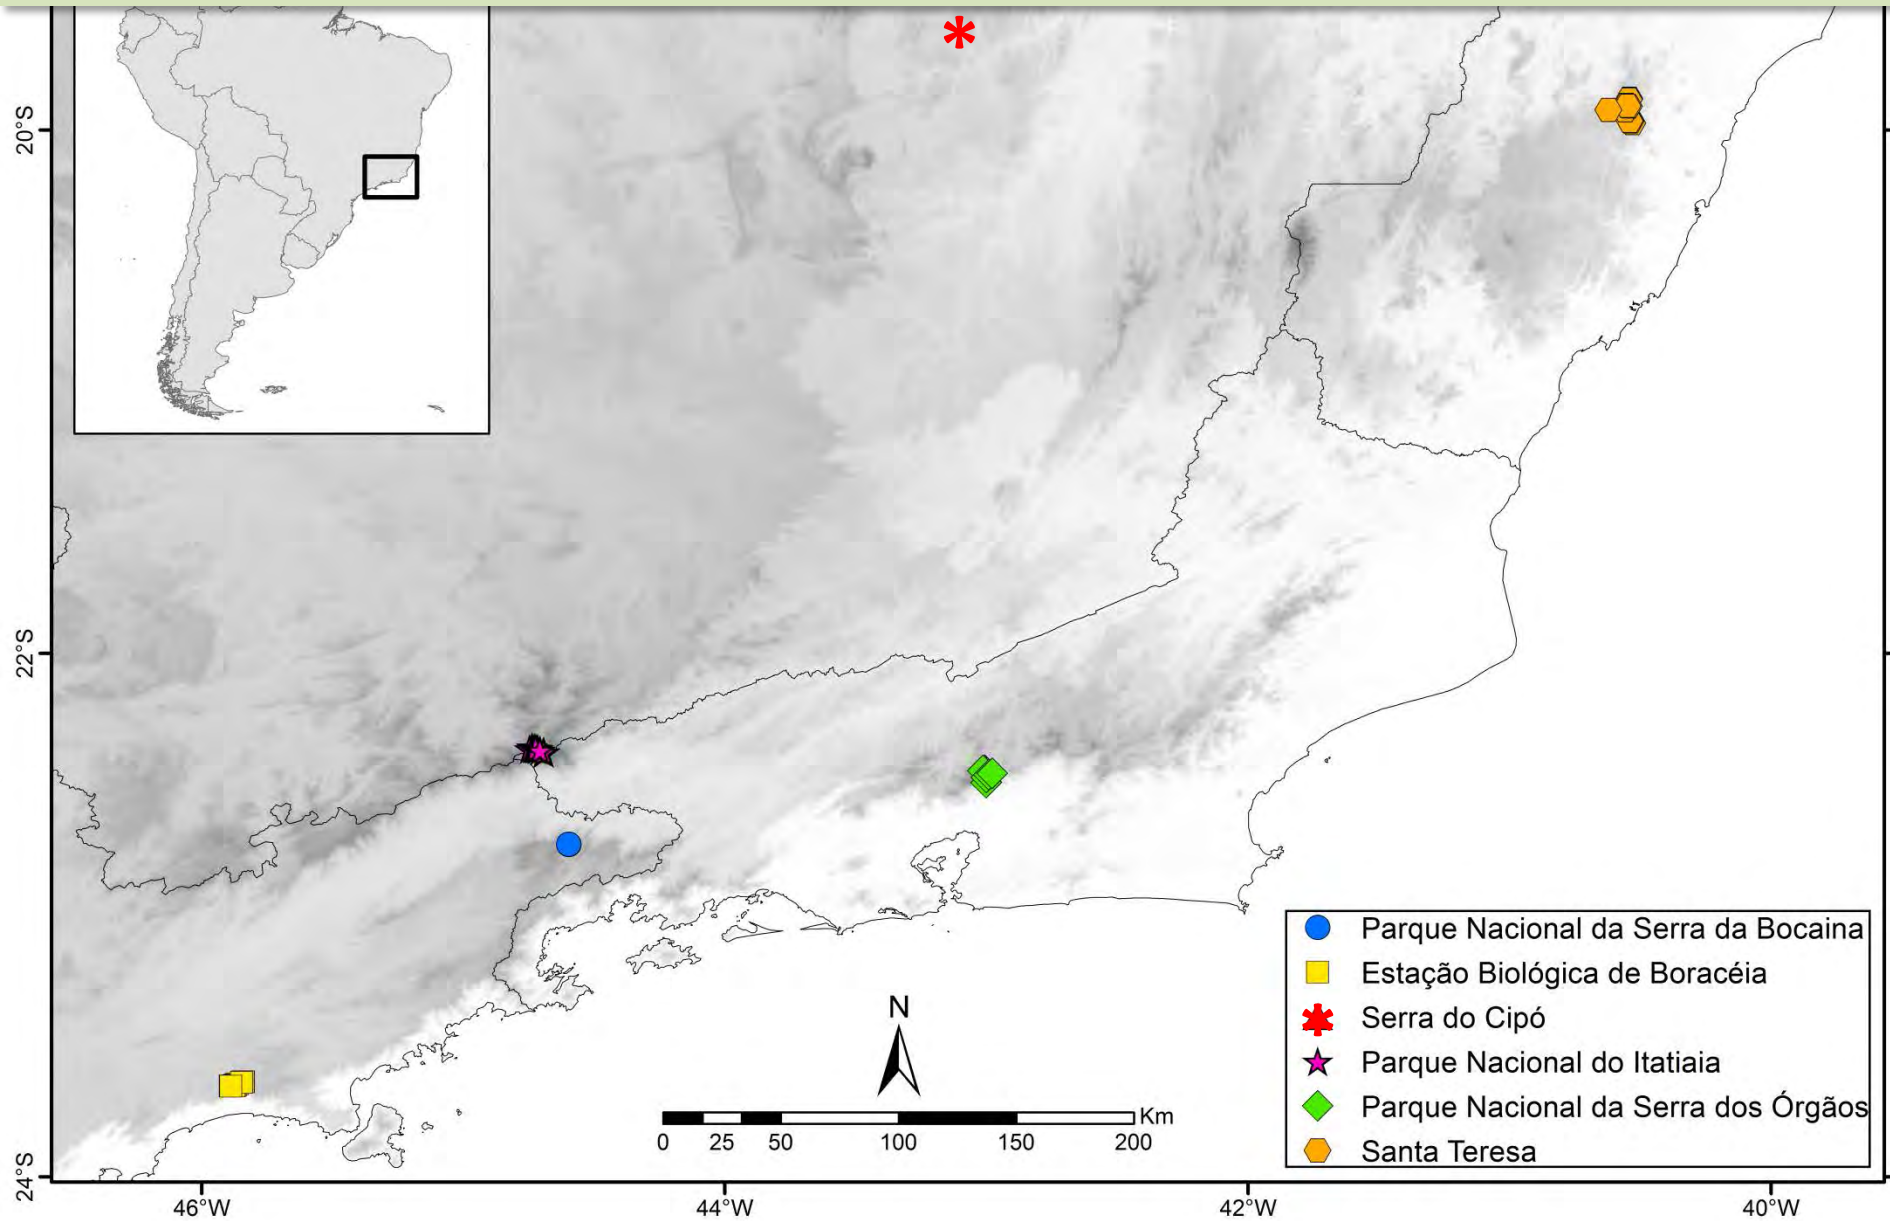 20°S
22°S
24°S
46°W
44°W
42°W
40°W
N
Km
0 25 50 100 150 200
Parque Nacional da Serra da Bocaina
Estação Biológica de Boracéia
Serra do Cipó
Parque Nacional do Itatiaia
Parque Nacional da Serra dos Órgãos
Santa Teresa